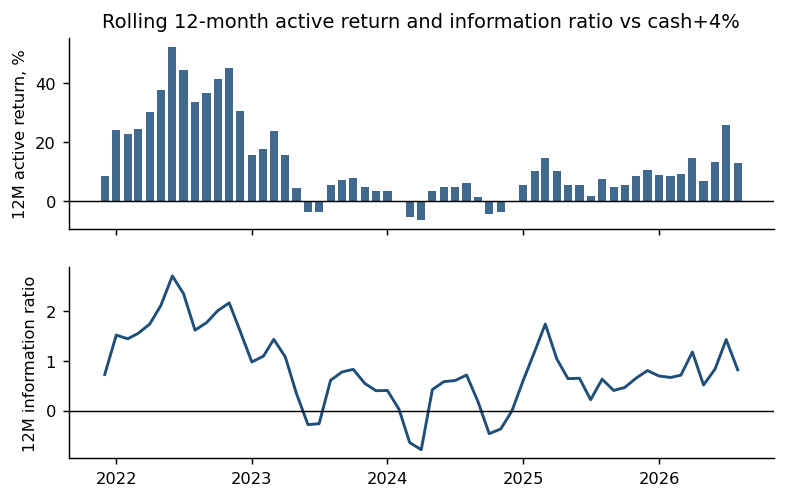 Rolling 12-month active return and information ratio vs cash+4%
12M active return, %
40
20
0
12M information ratio
2
1
0
2022 2023 2024 2025 2026